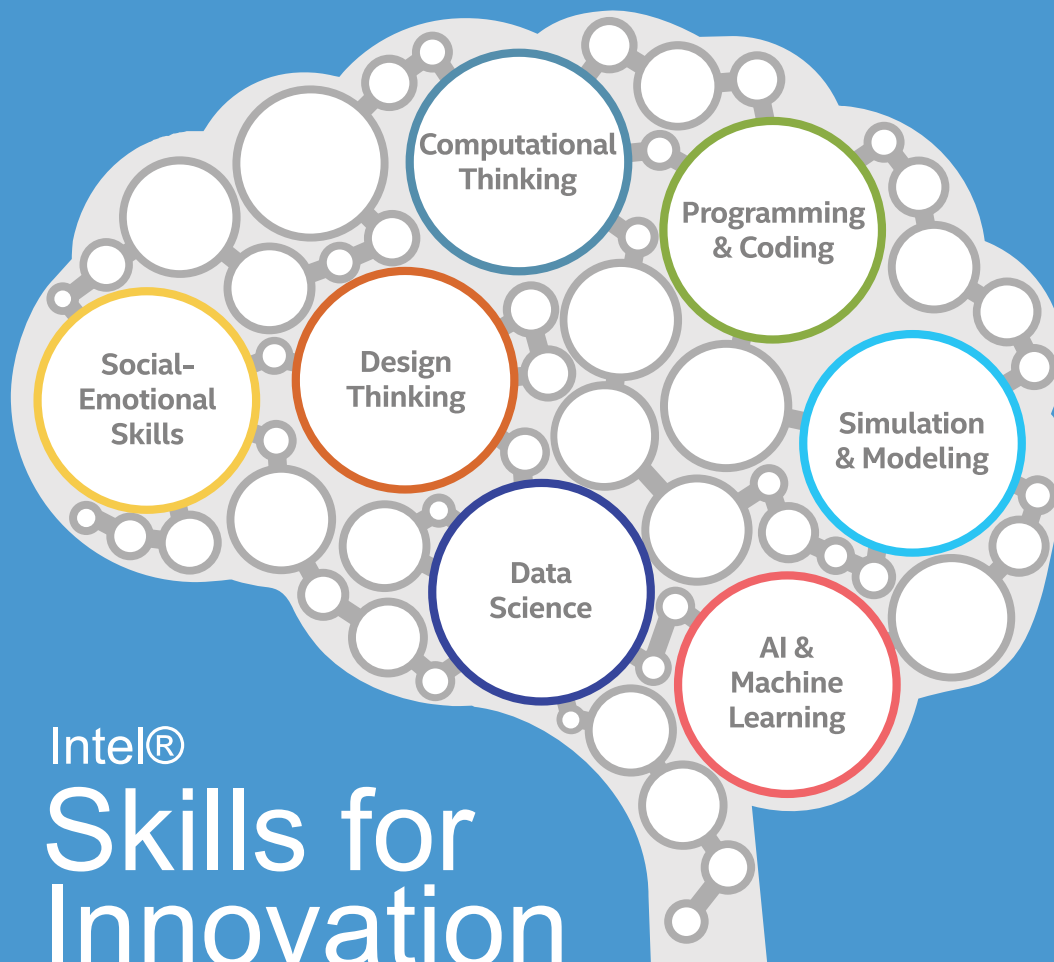 Computational
Thinking
Programming
& Coding
Social-
Emotional
Skills
Design
Thinking
Simulation
& Modeling
Data
Science
AI &
Machine
Learning
Intel®
Skills for
Innovation